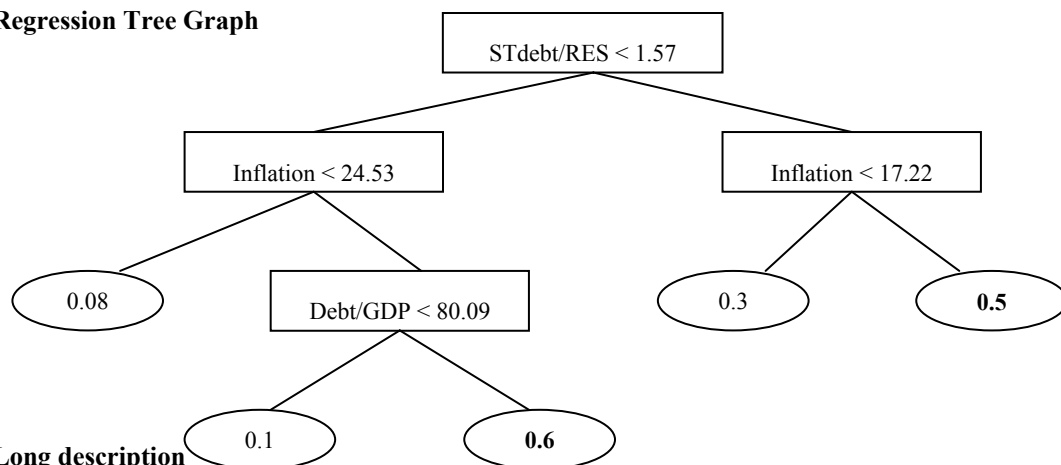 Regression Tree Graph
STdebt/RES < 1.57
Inflation < 24.53
Inflation < 17.22
0.08
Debt/GDP < 80.09
0.3
0.5
0.1
0.6
Long description